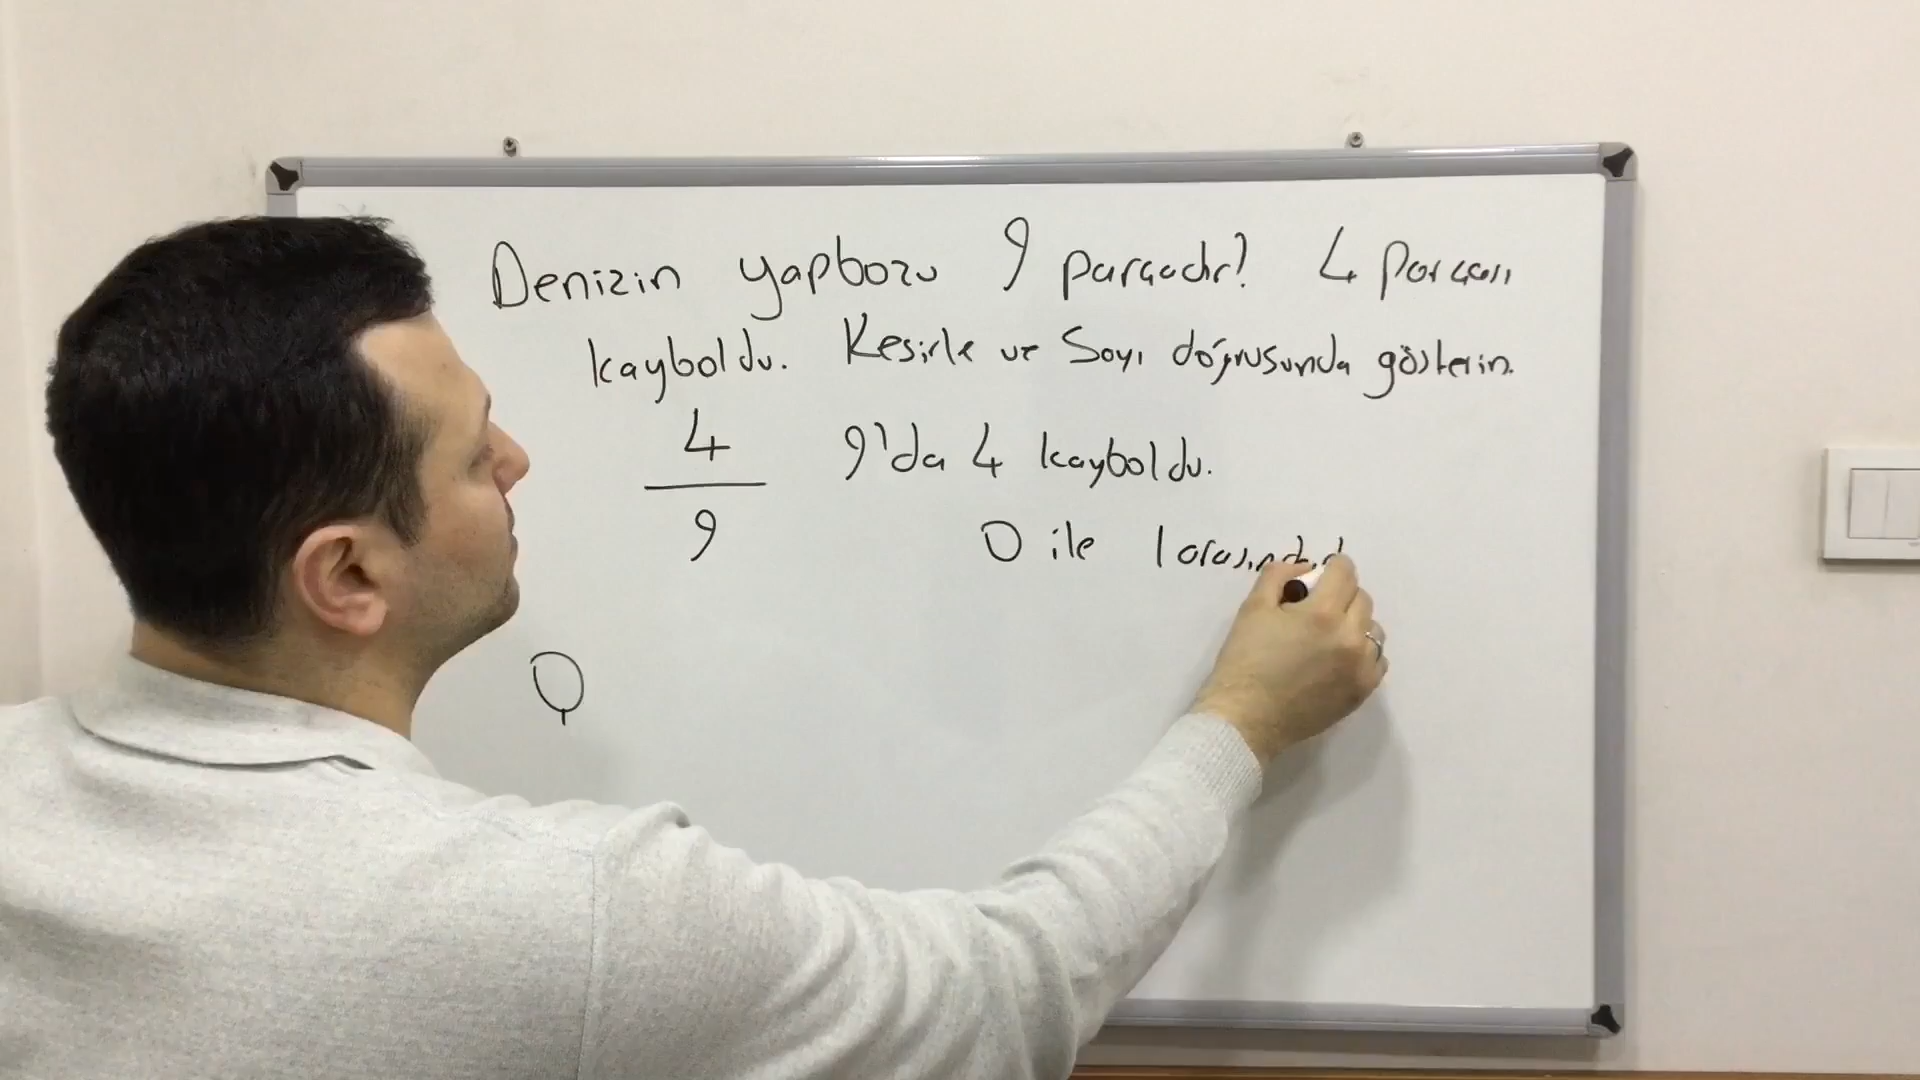 Denizin yapbozu 9 parçadır? 4 parçası
kayboldu. Kesirle ve Sayı doğrusunda gösterin.
4
9
9'da 4 kayboldu.
0 ile 1 arasındadı
0